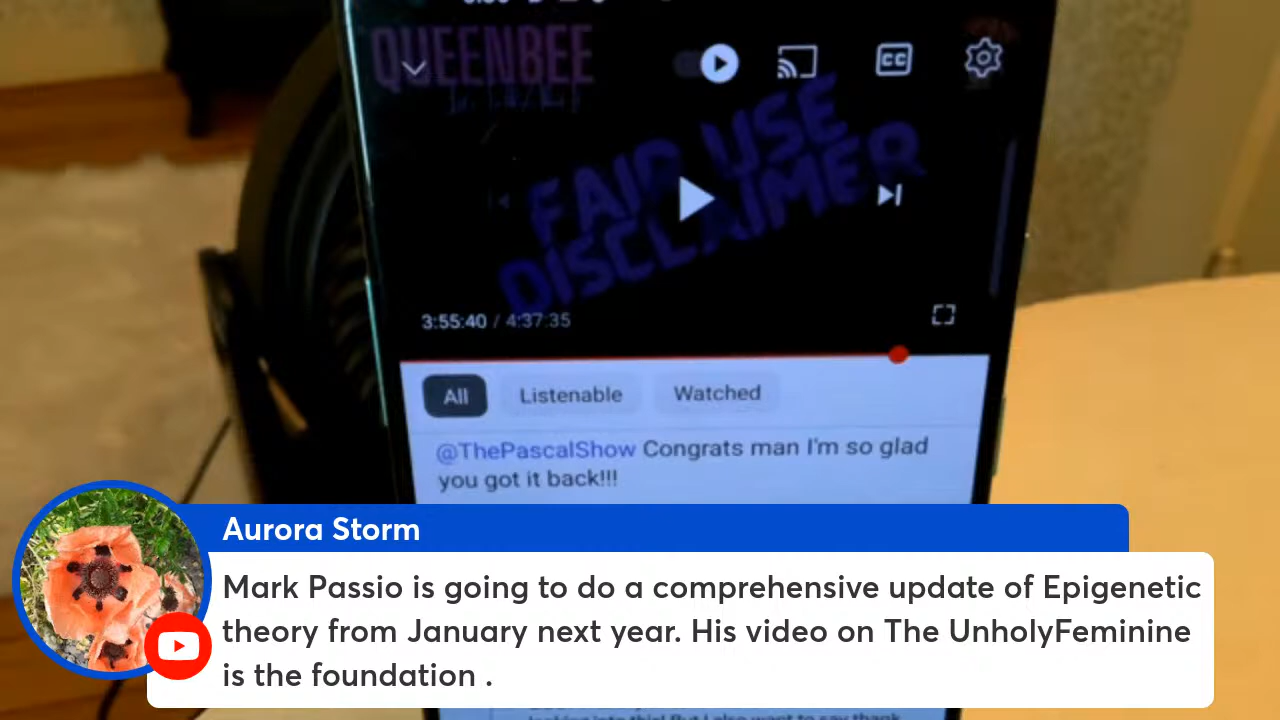 QUEENBEE
CC
FAIR USE
DISCLAIMER
3:55:40 / 4:37:35
All
Listenable
Watched
@ThePascalShow Congrats man I'm so glad
you got it back!!!
Aurora Storm
Mark Passio is going to do a comprehensive update of Epigenetic
theory from January next year. His video on The UnholyFeminine
is the foundation .